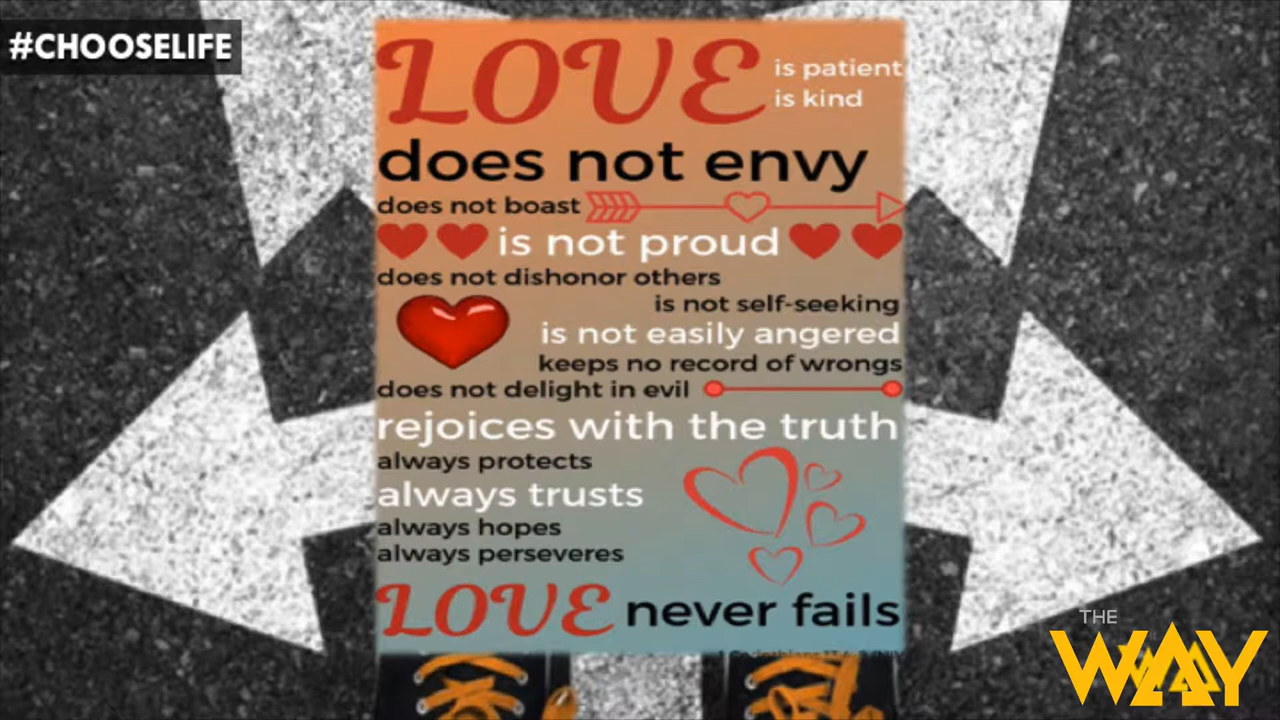 #CHOOSELIFE
LOVE is patient
is kind
does not envy
does not boast
is not proud
does not dishonor others
is not self-seeking
is not easily angered
keeps no record of wrongs
does not delight in evil
rejoices with the truth
always protects
always trusts
always hopes
always perseveres
LOVE never fails
THE
WAY